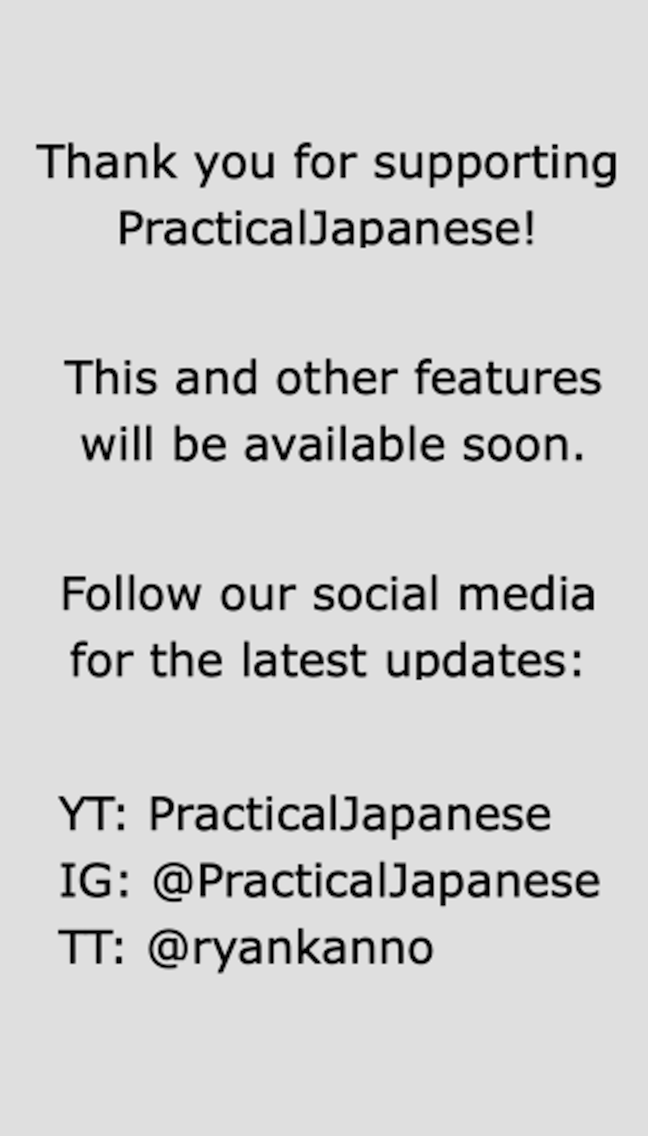 Thank you for supporting
PracticalJapanese!
This and other features
will be available soon.
Follow our social media
for the latest updates:
YT: PracticalJapanese
IG: @PracticalJapanese
TT: @ryankanno